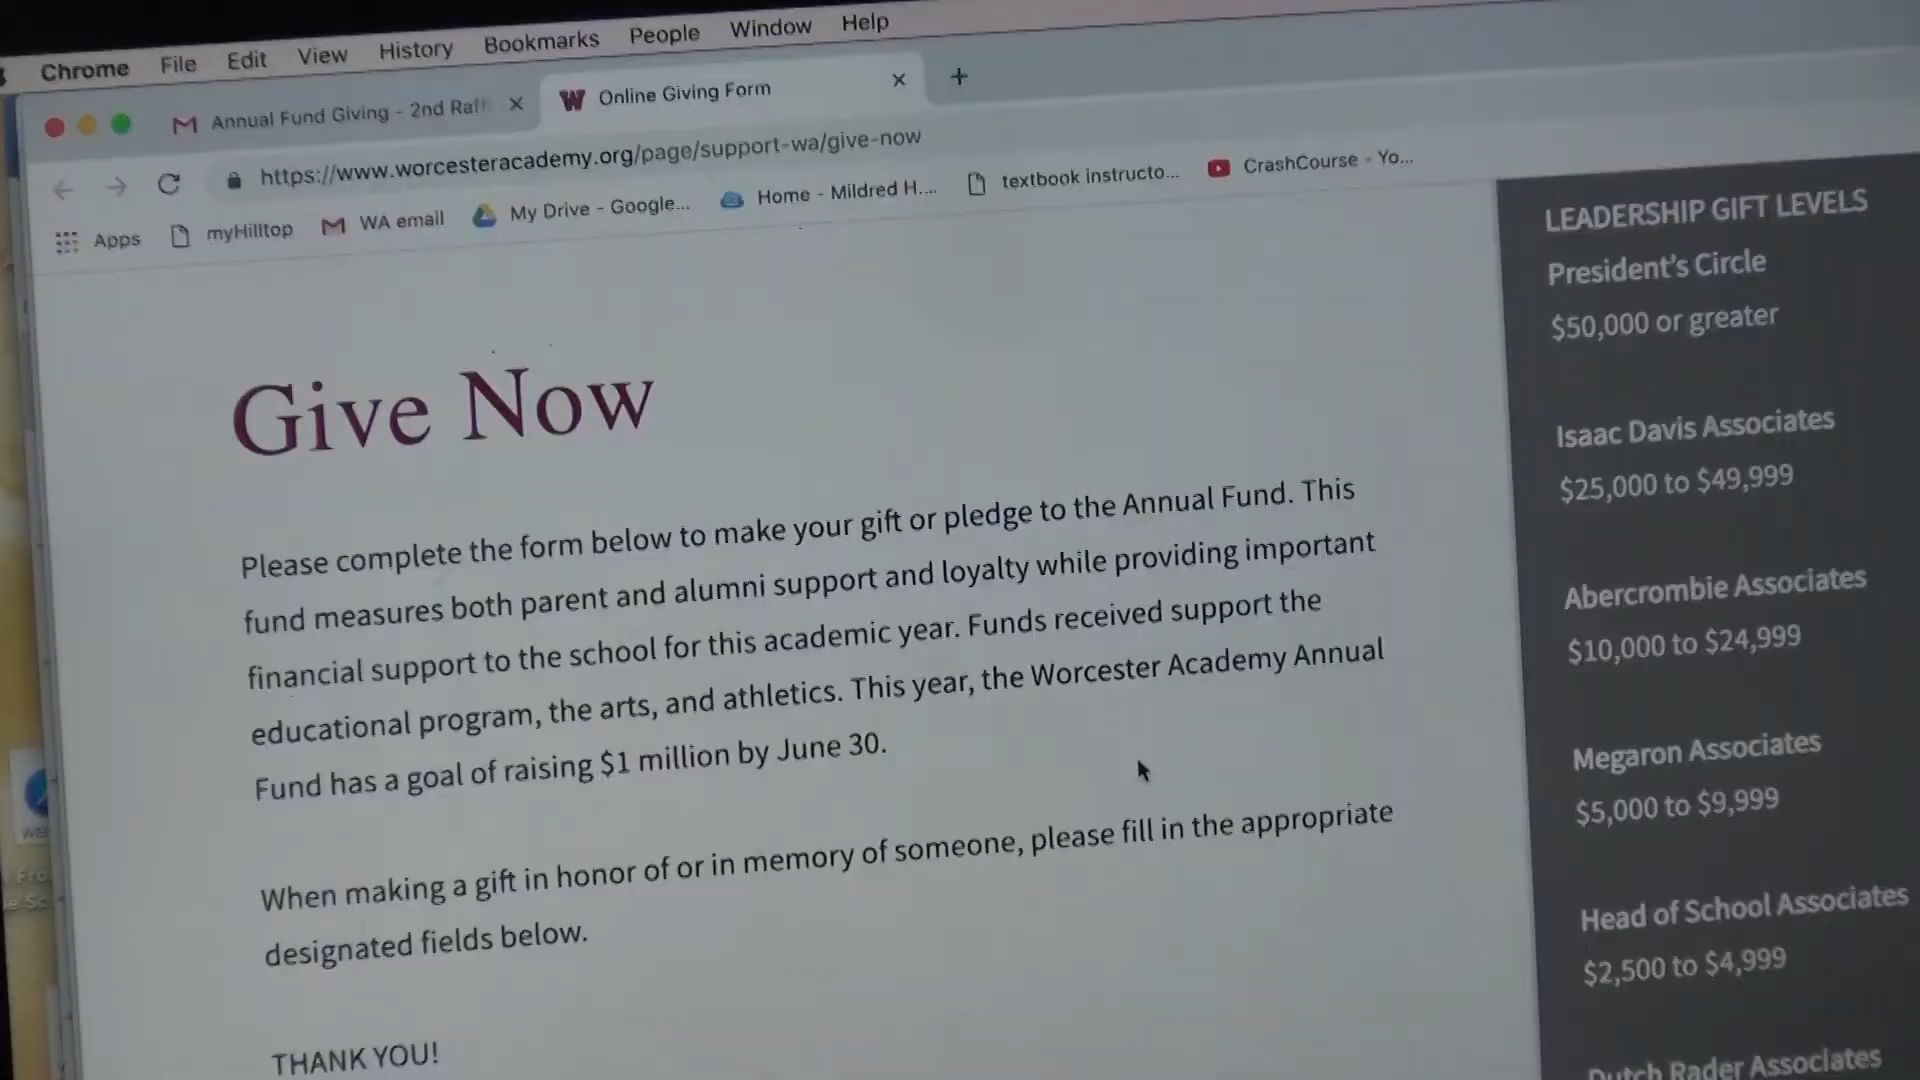 Chrome File Edit View History Bookmarks People Window Help
Annual Fund Giving - 2nd Rall
Online Giving Form
https://www.worcesteracademy.org/page/support-wa/give-now
Apps myHilltop WA email My Drive - Google... Home - Mildred H.... textbook instructo... CrashCourse - Yo...
Give Now
Please complete the form below to make your gift or pledge to the Annual Fund. This
fund measures both parent and alumni support and loyalty while providing important
financial support to the school for this academic year. Funds received support the
educational program, the arts, and athletics. This year, the Worcester Academy Annual
Fund has a goal of raising $1 million by June 30.
When making a gift in honor of or in memory of someone, please fill in the appropriate
designated fields below.
THANK YOU!
LEADERSHIP GIFT LEVELS
President's Circle
$50,000 or greater
Isaac Davis Associates
$25,000 to $49,999
Abercrombie Associates
$10,000 to $24,999
Megaron Associates
$5,000 to $9,999
Head of School Associates
$2,500 to $4,999
Dutch Rader Associates